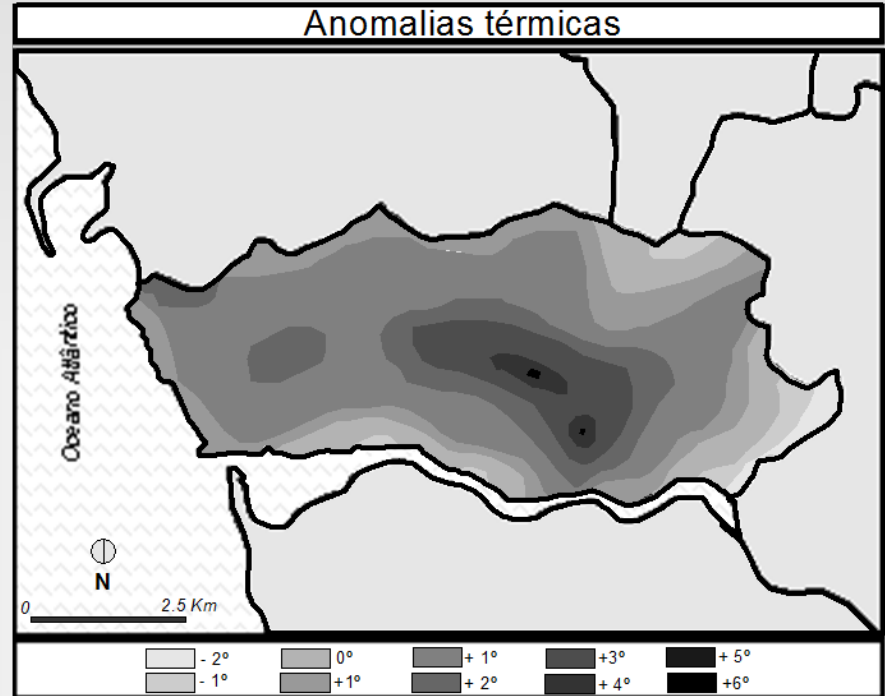 Anomalias térmicas
Oceano Atlântico
N
0 2.5 Km
- 2º 0º + 1º +3º + 5º
- 1º +1º + 2º + 4º +6º